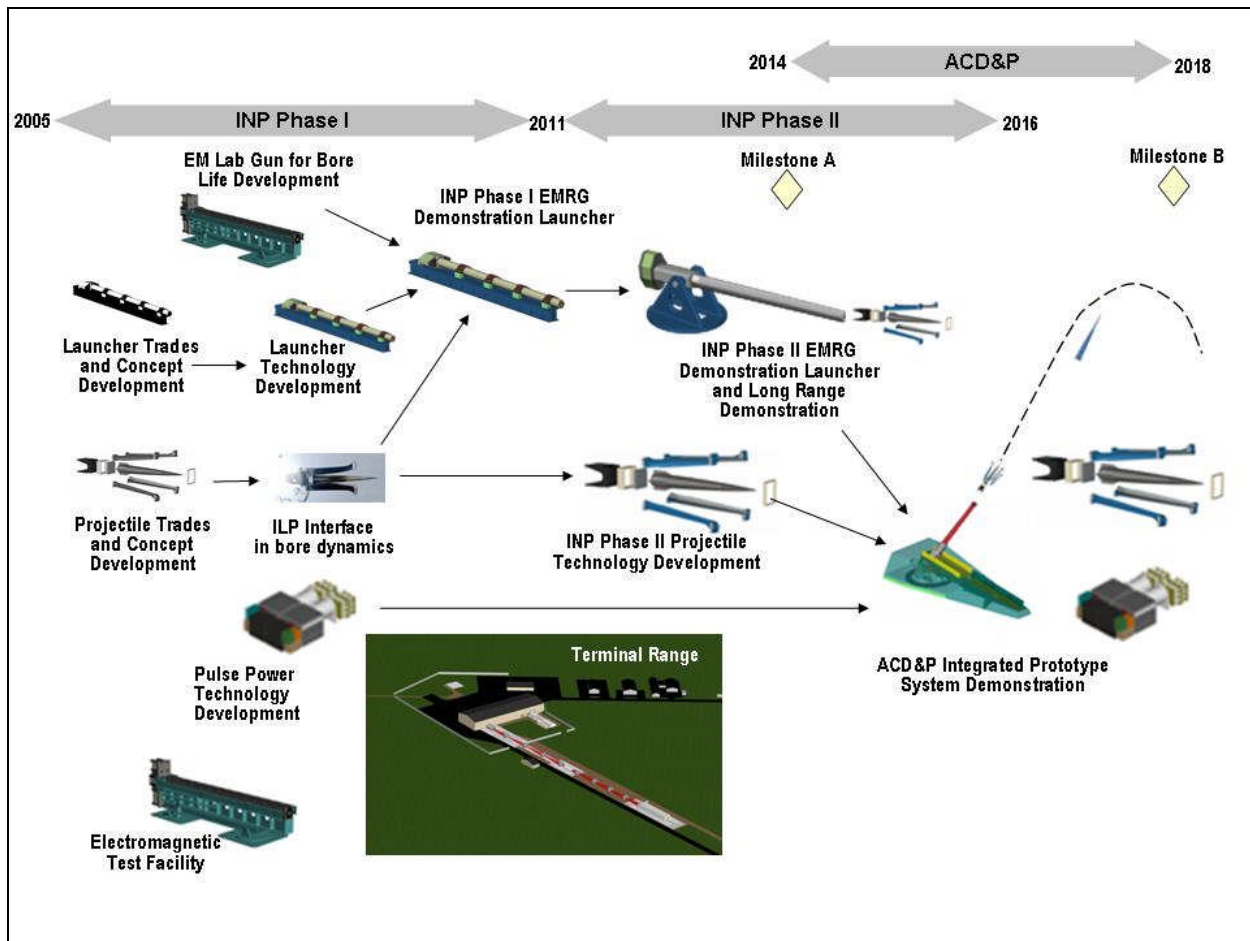 2014
ACD&P
2018
2005
INP Phase I
2011
INP Phase II
2016
EM Lab Gun for Bore
Life Development
INP Phase I EMRG
Demonstration Launcher
Milestone A
Milestone B
Launcher Trades
and Concept
Development
Launcher
Technology
Development
INP Phase II EMRG
Demonstration Launcher
and Long Range
Demonstration
Projectile Trades
and Concept
Development
ILP Interface
in bore dynamics
INP Phase II Projectile
Technology Development
Pulse Power
Technology
Development
Terminal Range
ACD&P Integrated Prototype
System Demonstration
Electromagnetic
Test Facility